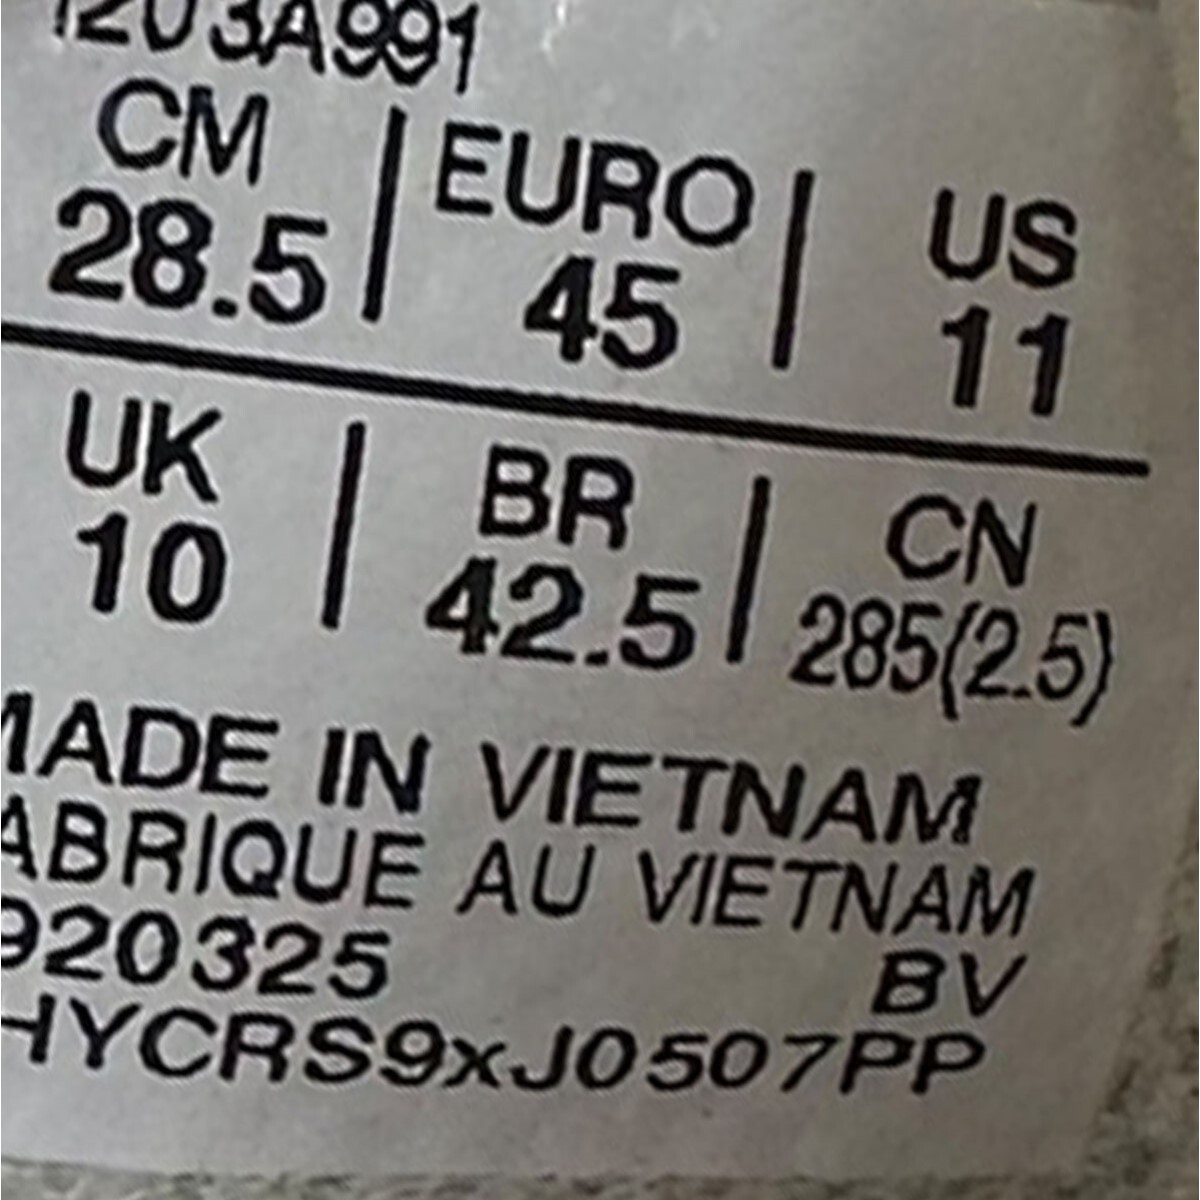 1203A991
CM | EURO | US
28.5 | 45 | 11
UK | BR | CN
10 | 42.5 | 285(2.5)
MADE IN VIETNAM
FABRIQUE AU VIETNAM
920325 BV
HYCRS9xJ0507PP